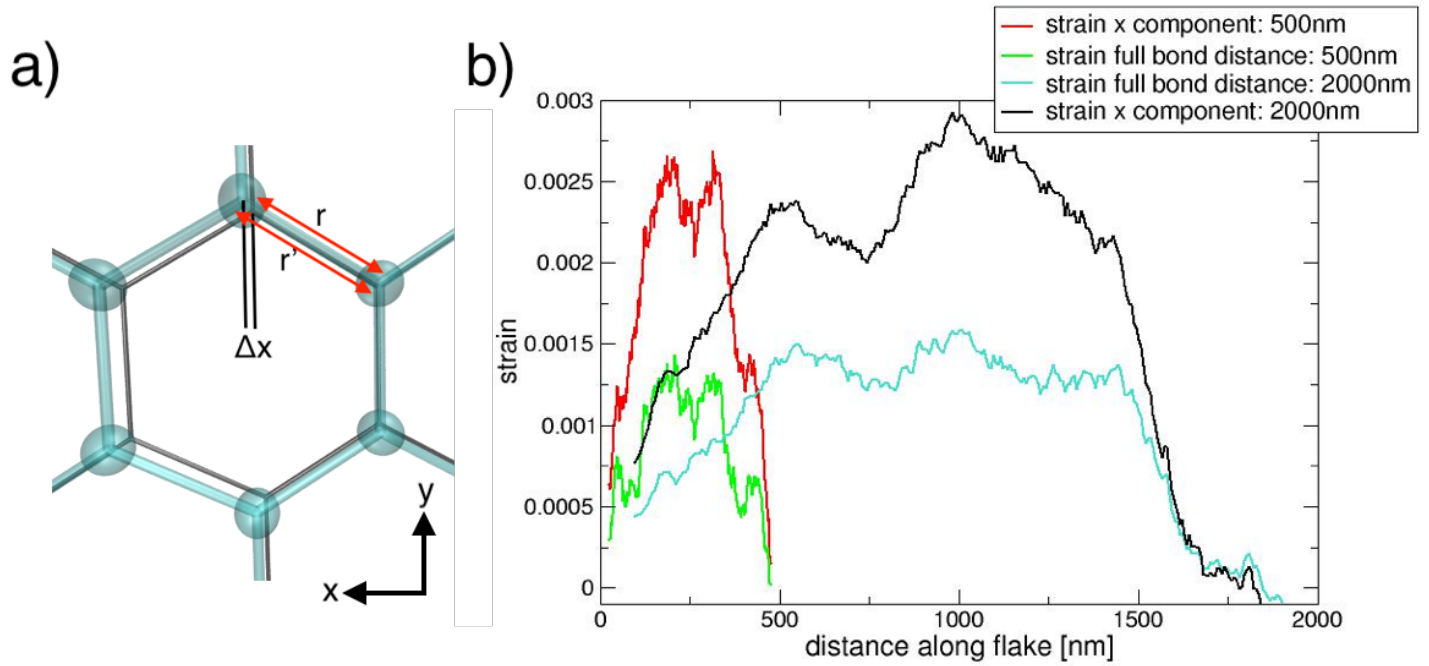 a)
r
r'
Δx
y
x
b)
strain x component: 500nm
strain full bond distance: 500nm
strain full bond distance: 2000nm
strain x component: 2000nm
0.003
0.0025
0.002
0.0015
0.001
0.0005
0
strain
0 500 1000 1500 2000
distance along flake [nm]